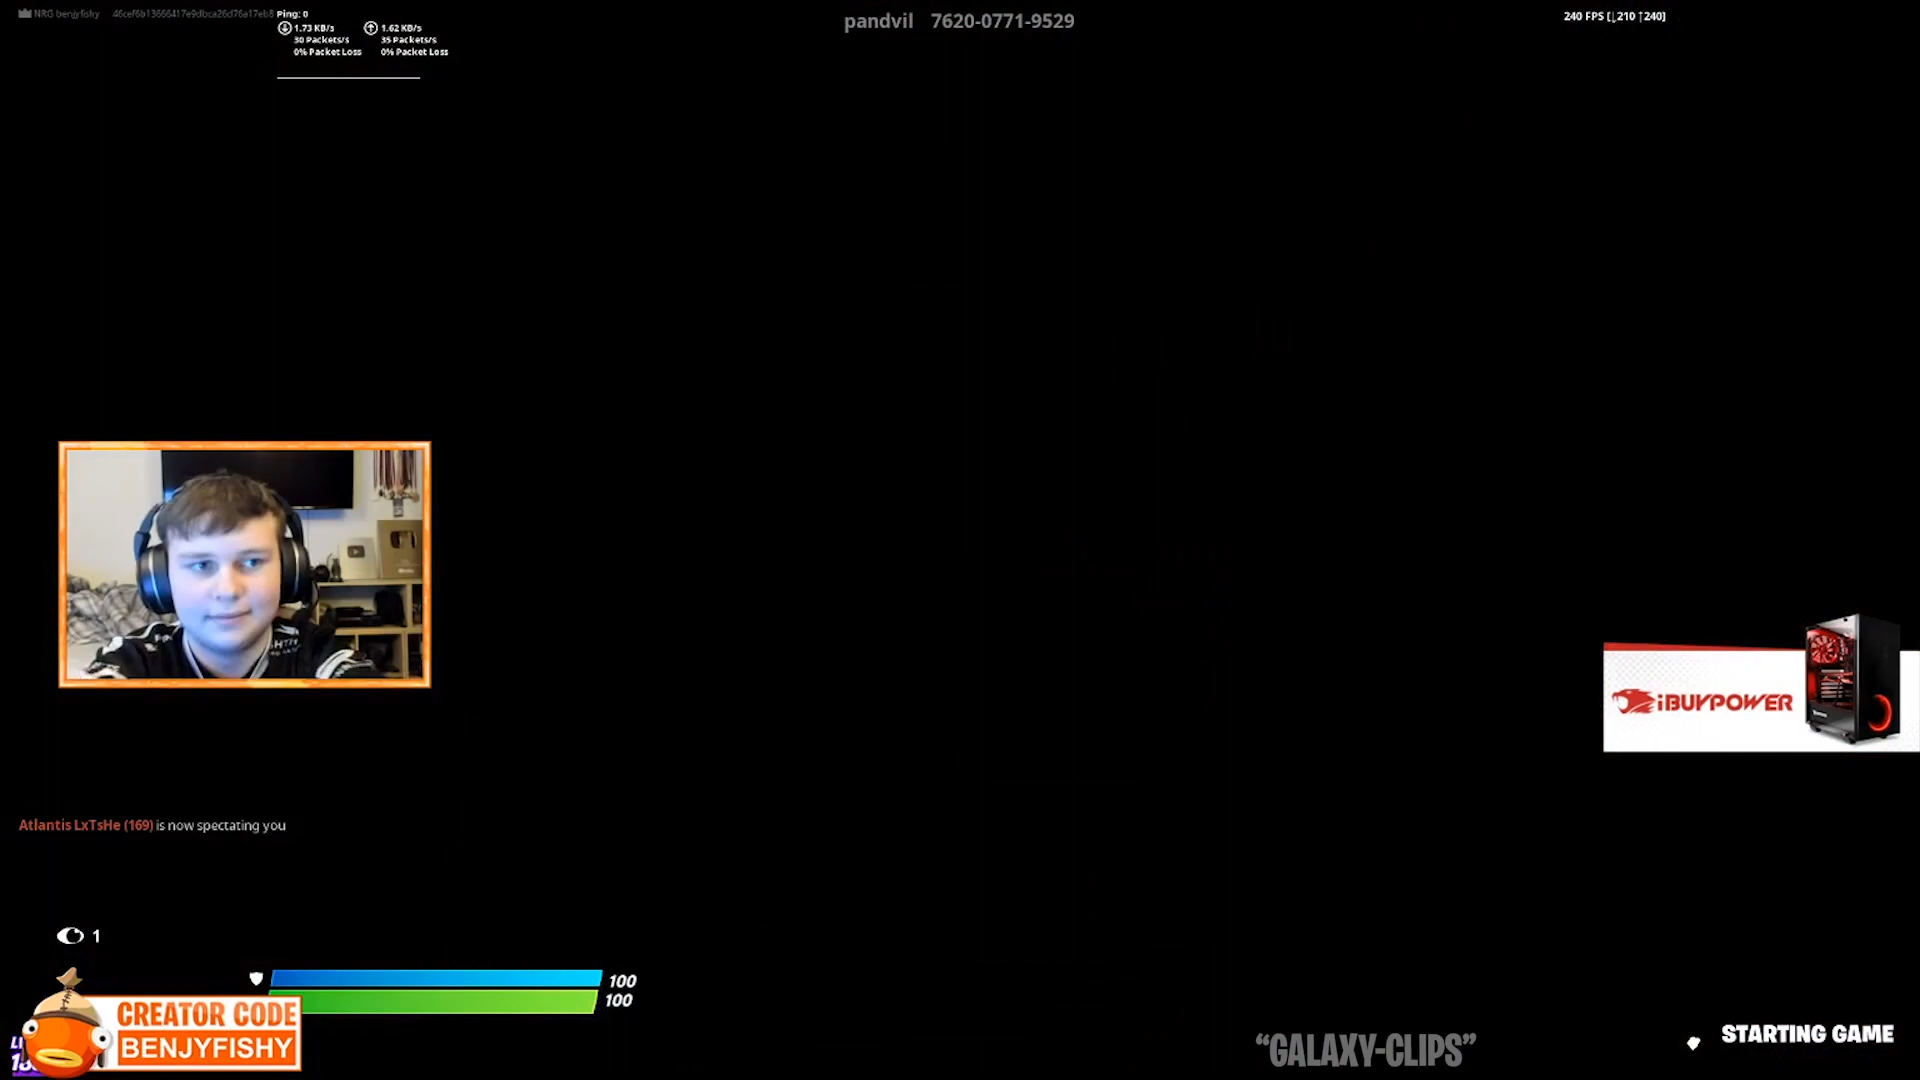 NRG benjyfishy
Ping: 0
1.73 KB/s 1.62 KB/s
30 Packets/s 35 Packets/s
0% Packet Loss 0% Packet Loss
pandvil 7620-0771-9529
240 FPS [↓210 ↑240]
iBUYPOWER
Atlantis LxTsHe (169) is now spectating you
1
100
100
CREATOR CODE
BENJYFISHY
“GALAXY-CLIPS”
STARTING GAME